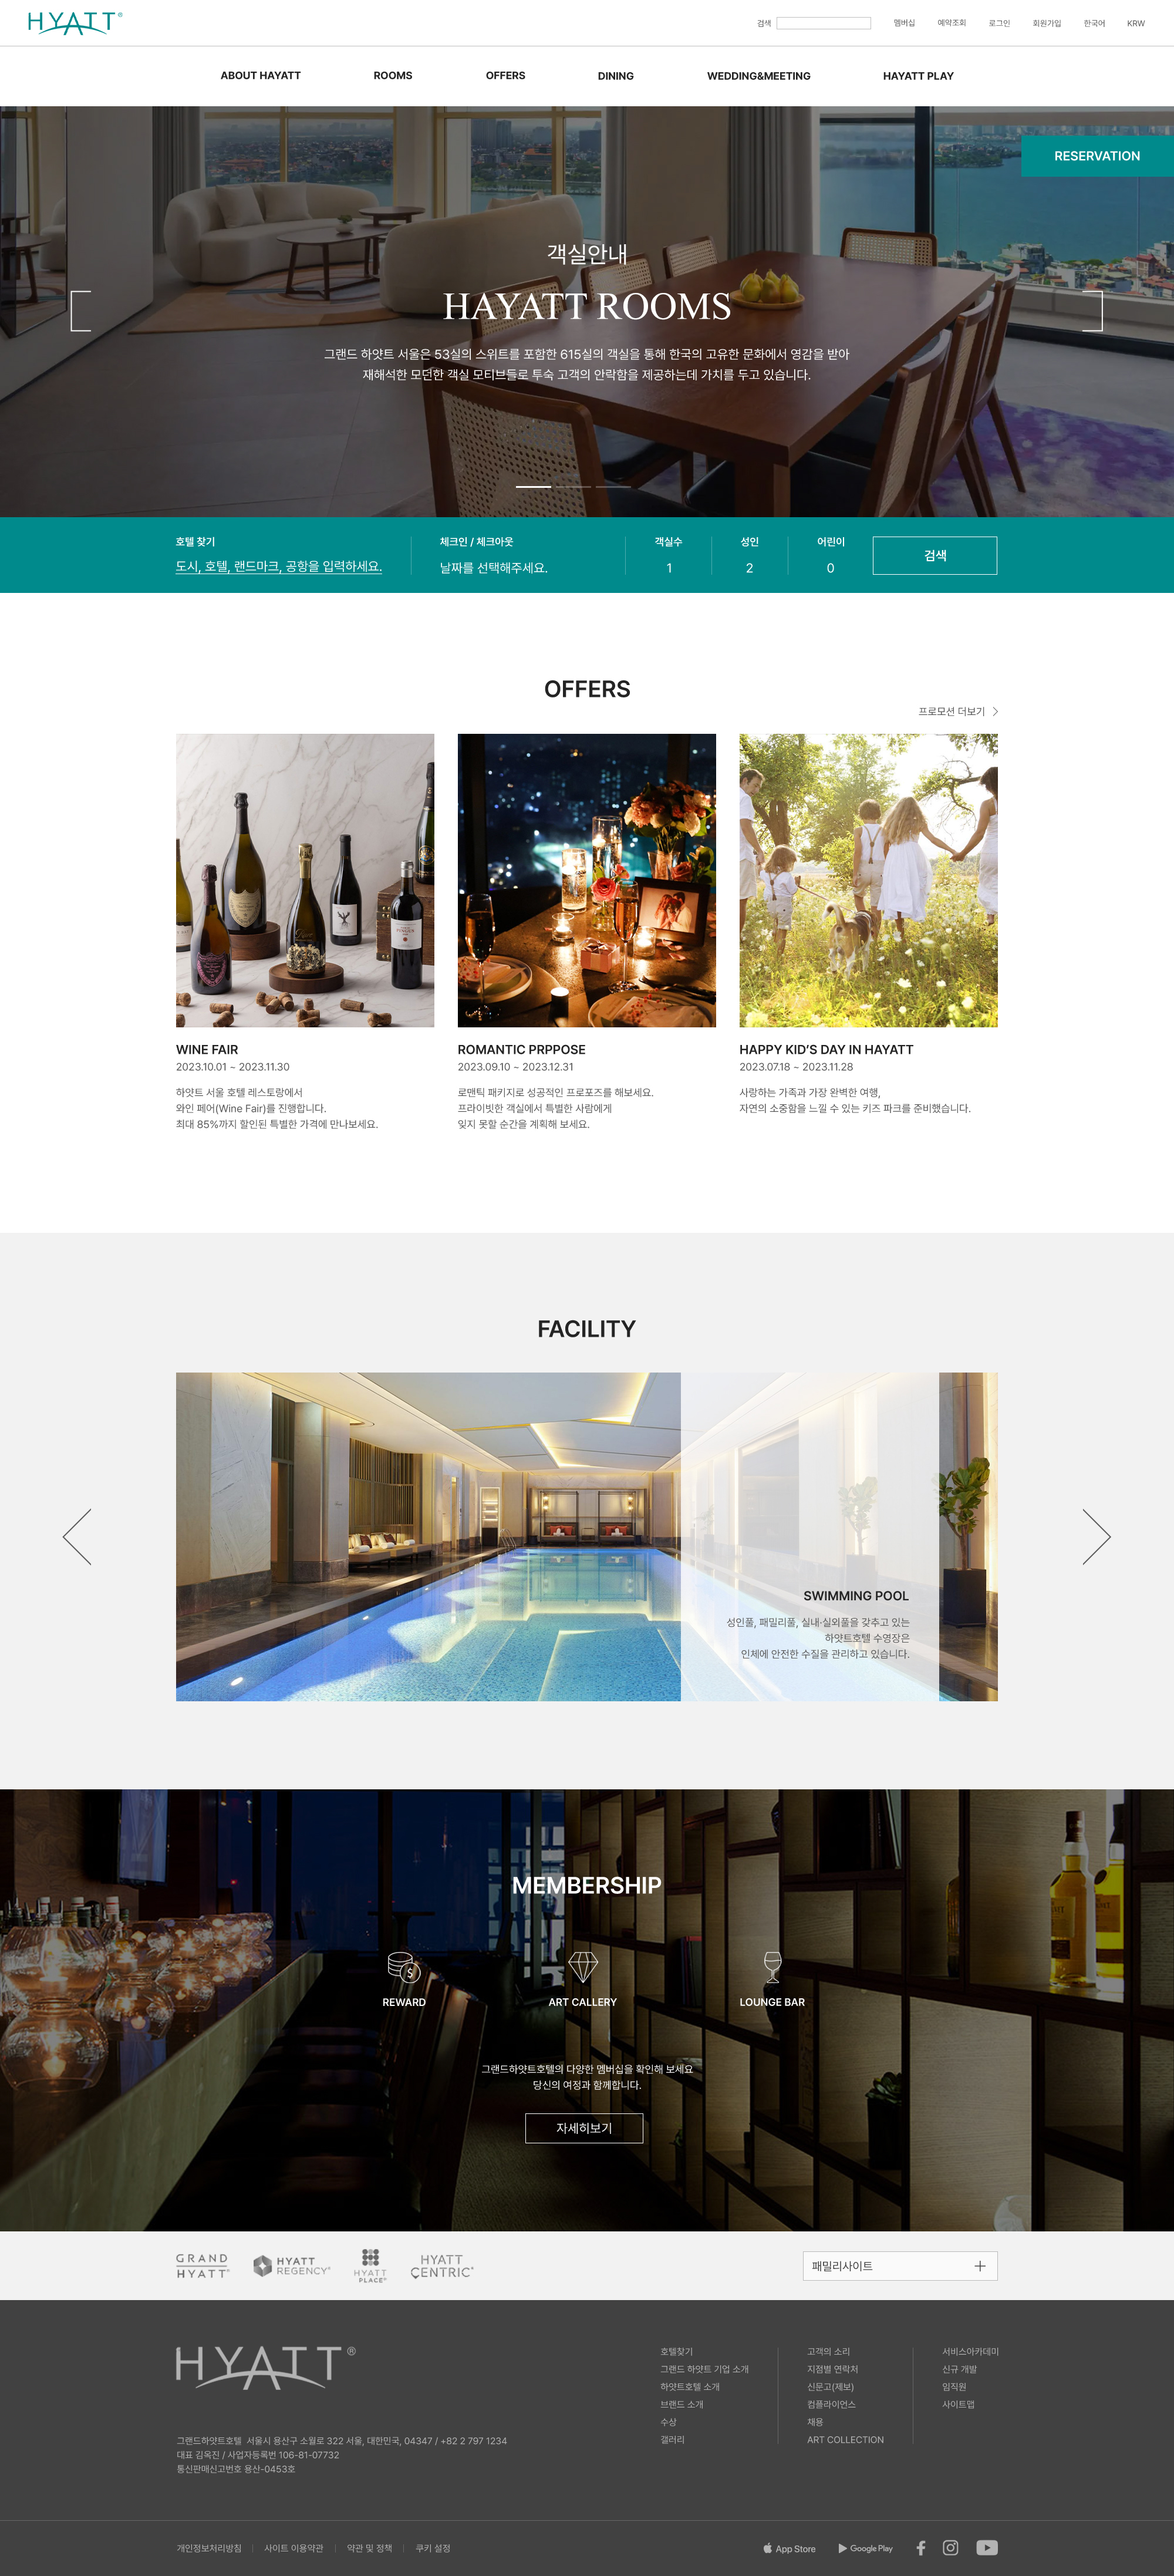 HYATT®
검색
멤버십
예약조회
로그인
회원가입
한국어
KRW
ABOUT HAYATT
ROOMS
OFFERS
DINING
WEDDING&MEETING
HAYATT PLAY
RESERVATION
객실안내
HAYATT ROOMS
그랜드 하얏트 서울은 53실의 스위트를 포함한 615실의 객실을 통해 한국의 고유한 문화에서 영감을 받아
재해석한 모던한 객실 모티브들로 투숙 고객의 안락함을 제공하는데 가치를 두고 있습니다.
호텔 찾기
도시, 호텔, 랜드마크, 공항을 입력하세요.
체크인 / 체크아웃
날짜를 선택해주세요.
객실수
1
성인
2
어린이
0
검색
OFFERS
프로모션 더보기
WINE FAIR
2023.10.01 ~ 2023.11.30
하얏트 서울 호텔 레스토랑에서
와인 페어(Wine Fair)를 진행합니다.
최대 85%까지 할인된 특별한 가격에 만나보세요.
ROMANTIC PRPPOSE
2023.09.10 ~ 2023.12.31
로맨틱 패키지로 성공적인 프로포즈를 해보세요.
프라이빗한 객실에서 특별한 사람에게
잊지 못할 순간을 계획해 보세요.
HAPPY KID'S DAY IN HAYATT
2023.07.18 ~ 2023.11.28
사랑하는 가족과 가장 완벽한 여행,
자연의 소중함을 느낄 수 있는 키즈 파크를 준비했습니다.
FACILITY
SWIMMING POOL
성인풀, 패밀리풀, 실내·실외풀을 갖추고 있는
하얏트호텔 수영장은
인체에 안전한 수질을 관리하고 있습니다.
MEMBERSHIP
REWARD
ART CALLERY
LOUNGE BAR
그랜드하얏트호텔의 다양한 멤버십을 확인해 보세요
당신의 여정과 함께합니다.
자세히보기
GRAND
HYATT®
HYATT
REGENCY®
HYATT
PLACE®
HYATT
CENTRIC®
패밀리사이트
HYATT®
그랜드하얏트호텔 서울시 용산구 소월로 322 서울, 대한민국, 04347 / +82 2 797 1234
대표 김옥진 / 사업자등록번 106-81-07732
통신판매신고번호 용산-0453호
호텔찾기
그랜드 하얏트 기업 소개
하얏트호텔 소개
브랜드 소개
수상
갤러리
고객의 소리
지점별 연락처
신문고(제보)
컴플라이언스
채용
ART COLLECTION
서비스아카데미
신규 개발
임직원
사이트맵
개인정보처리방침
사이트 이용약관
약관 및 정책
쿠키 설정
App Store
Google Play